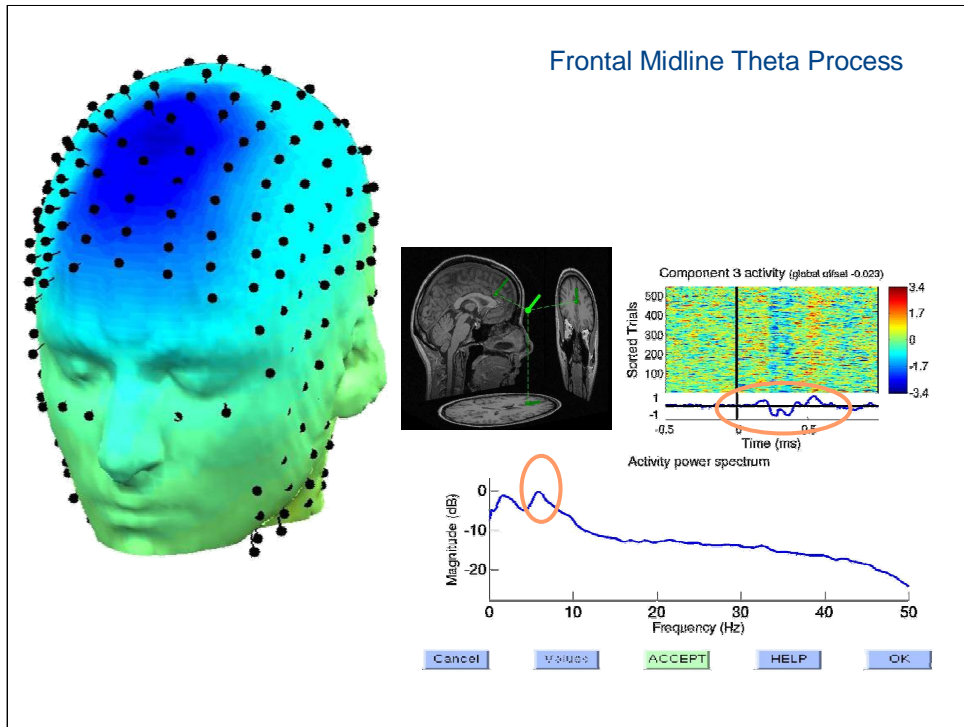 Frontal Midline Theta Process
Component 3 activity (global offset -0.023)
Sorted Trials
500
400
300
200
100
3.4
1.7
0
-1.7
-3.4
1
-1
-0.5
0
0.5
Time (ms)
Activity power spectrum
Magnitude (dB)
0
-10
-20
0
10
20
30
40
50
Frequency (Hz)
Cancel
Values
ACCEPT
HELP
OK